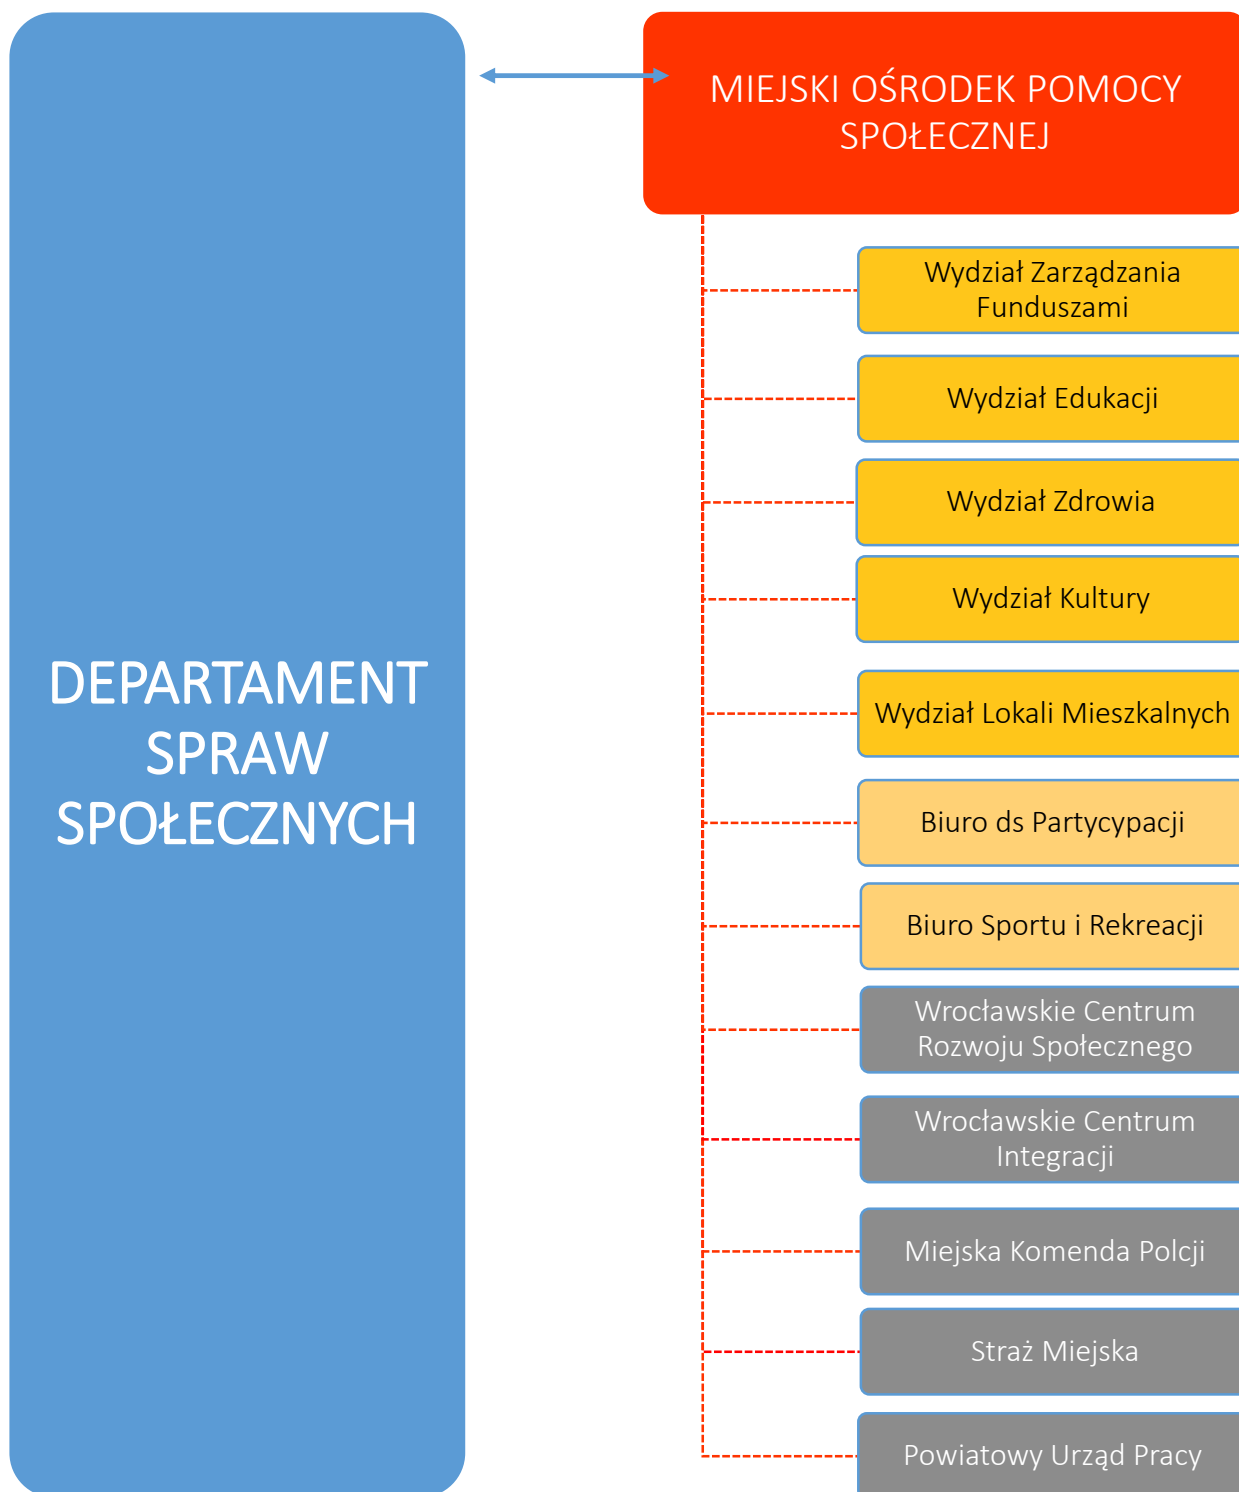 DEPARTAMENT
SPRAW
SPOŁECZNYCH
MIEJSKI OŚRODEK POMOCY
SPOŁECZNEJ
Wydział Zarządzania
Funduszami
Wydział Edukacji
Wydział Zdrowia
Wydział Kultury
Wydział Lokali Mieszkalnych
Biuro ds Partycypacji
Biuro Sportu i Rekreacji
Wrocławskie Centrum
Rozwoju Społecznego
Wrocławskie Centrum
Integracji
Miejska Komenda Polcji
Straż Miejska
Powiatowy Urząd Pracy